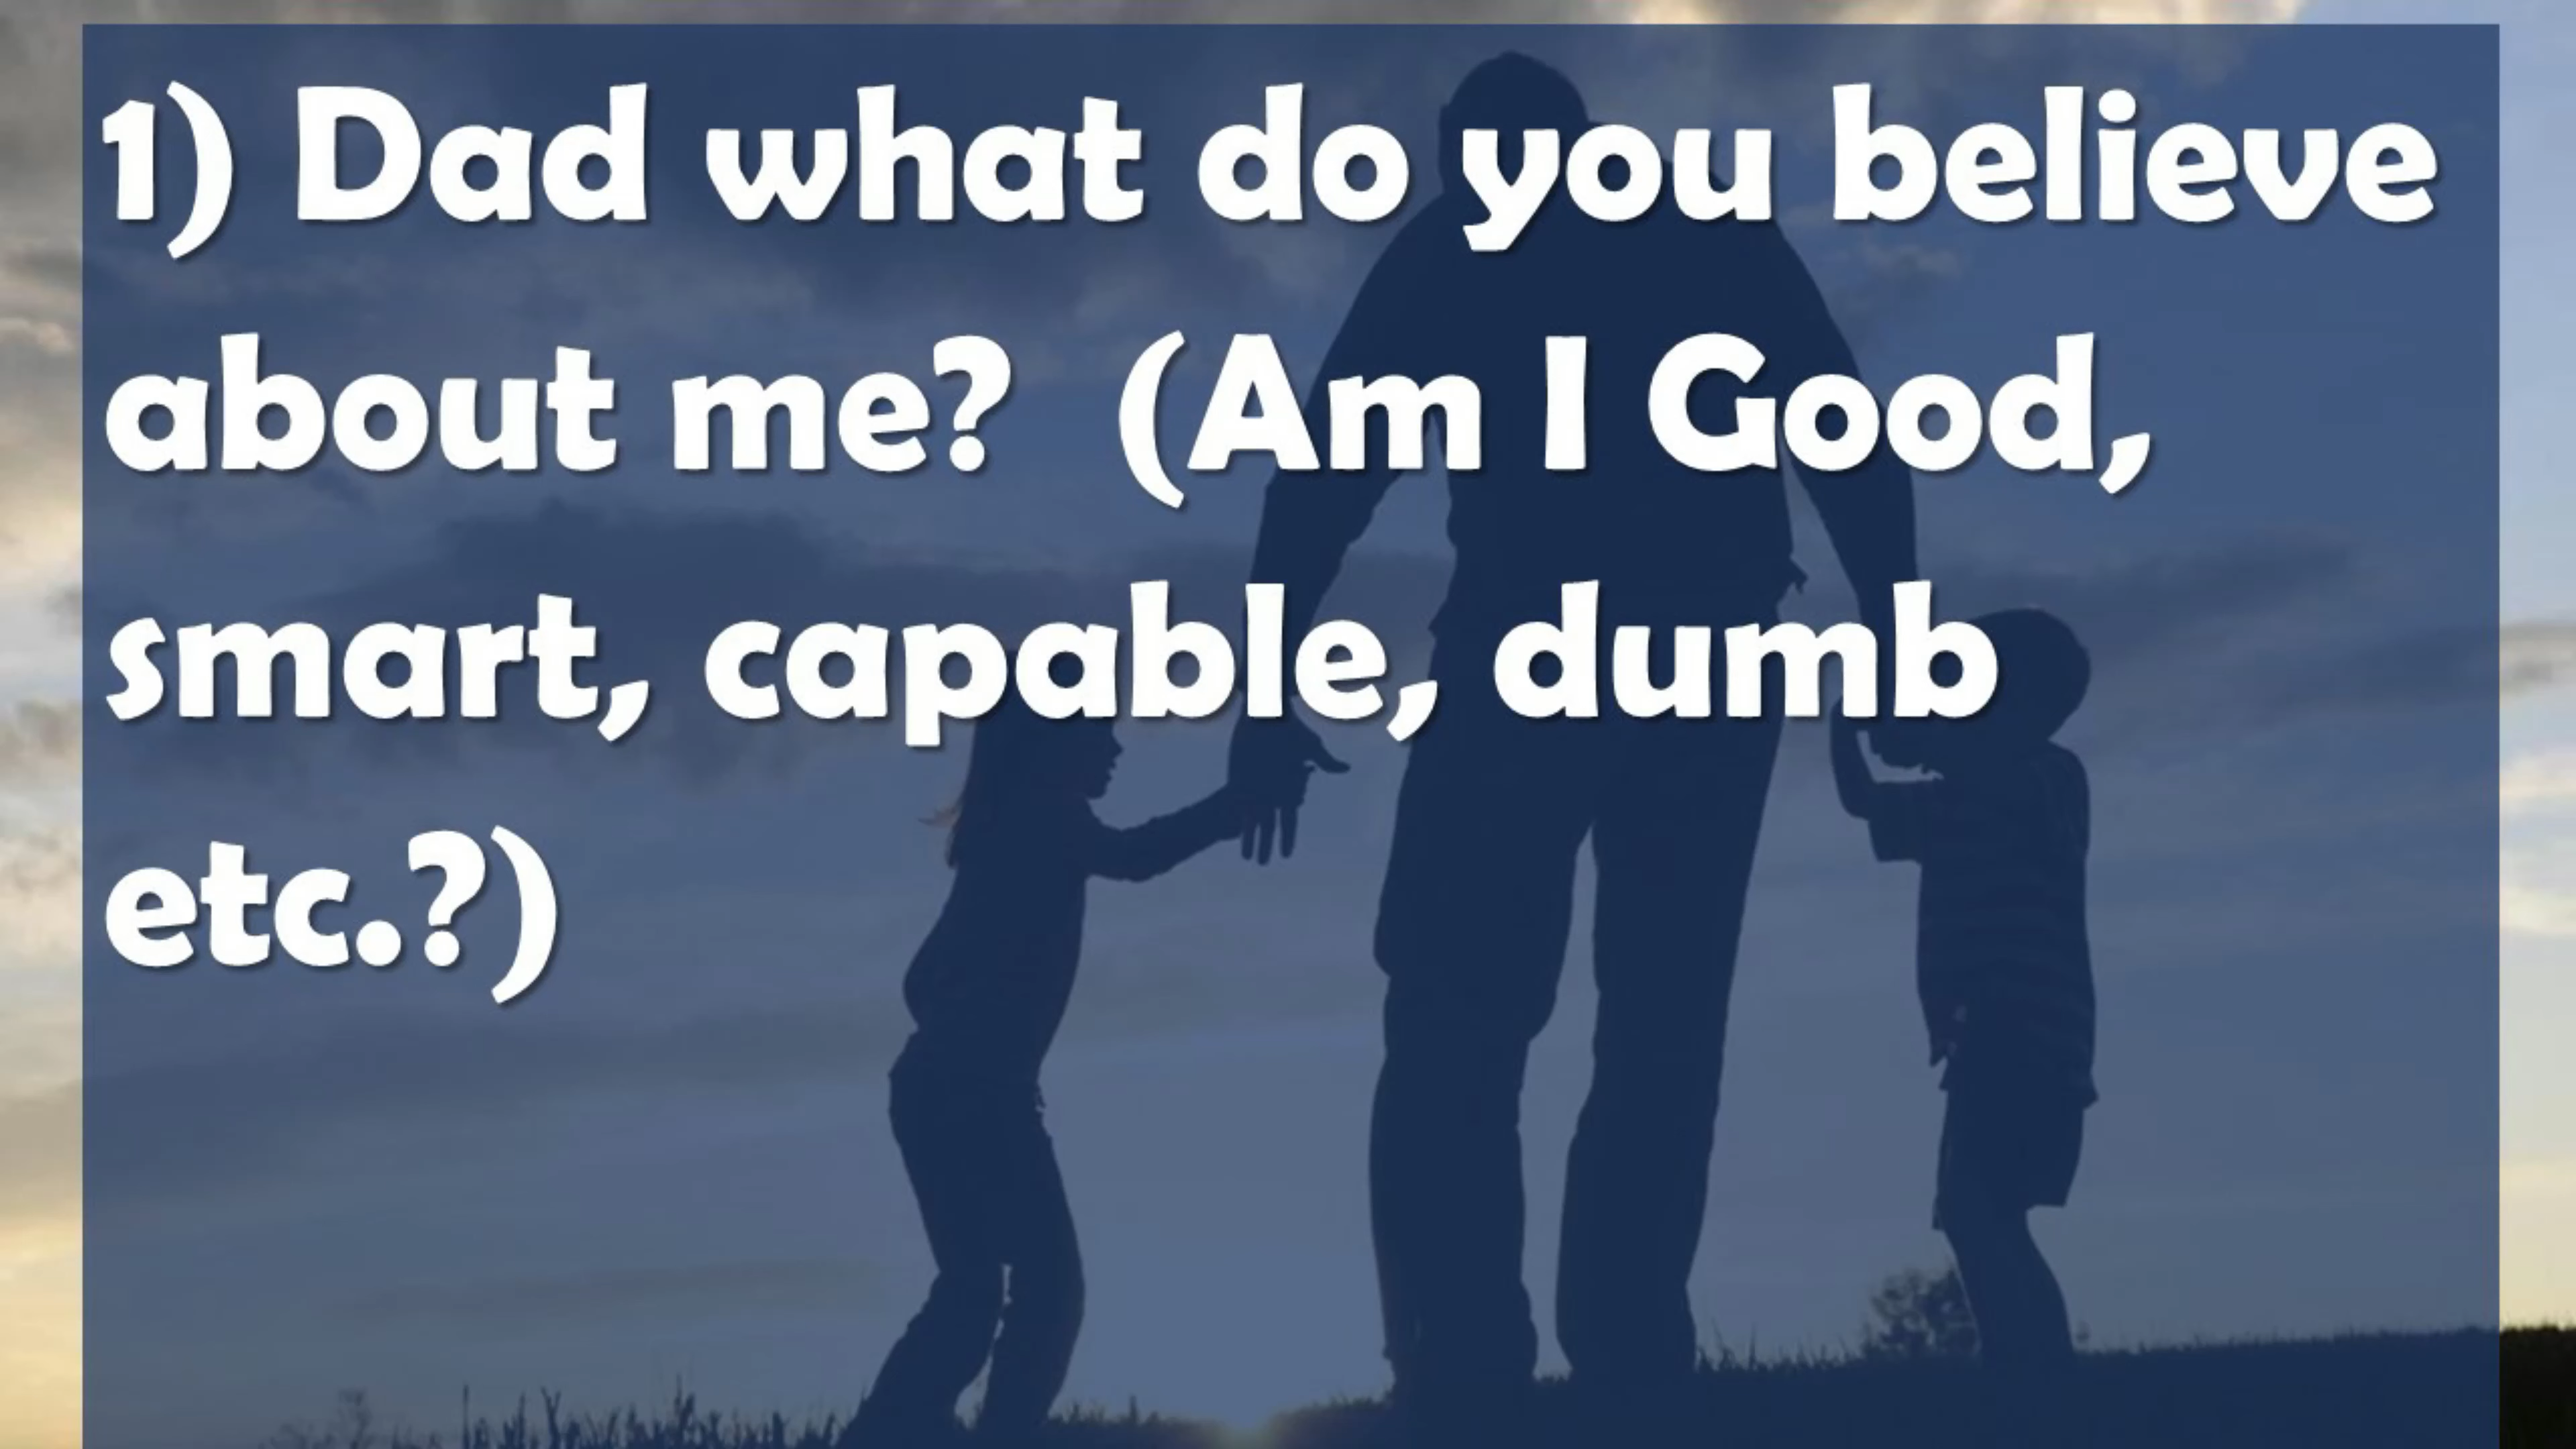 1) Dad what do you believe
about me?  (Am I Good,
smart, capable, dumb
etc.?)